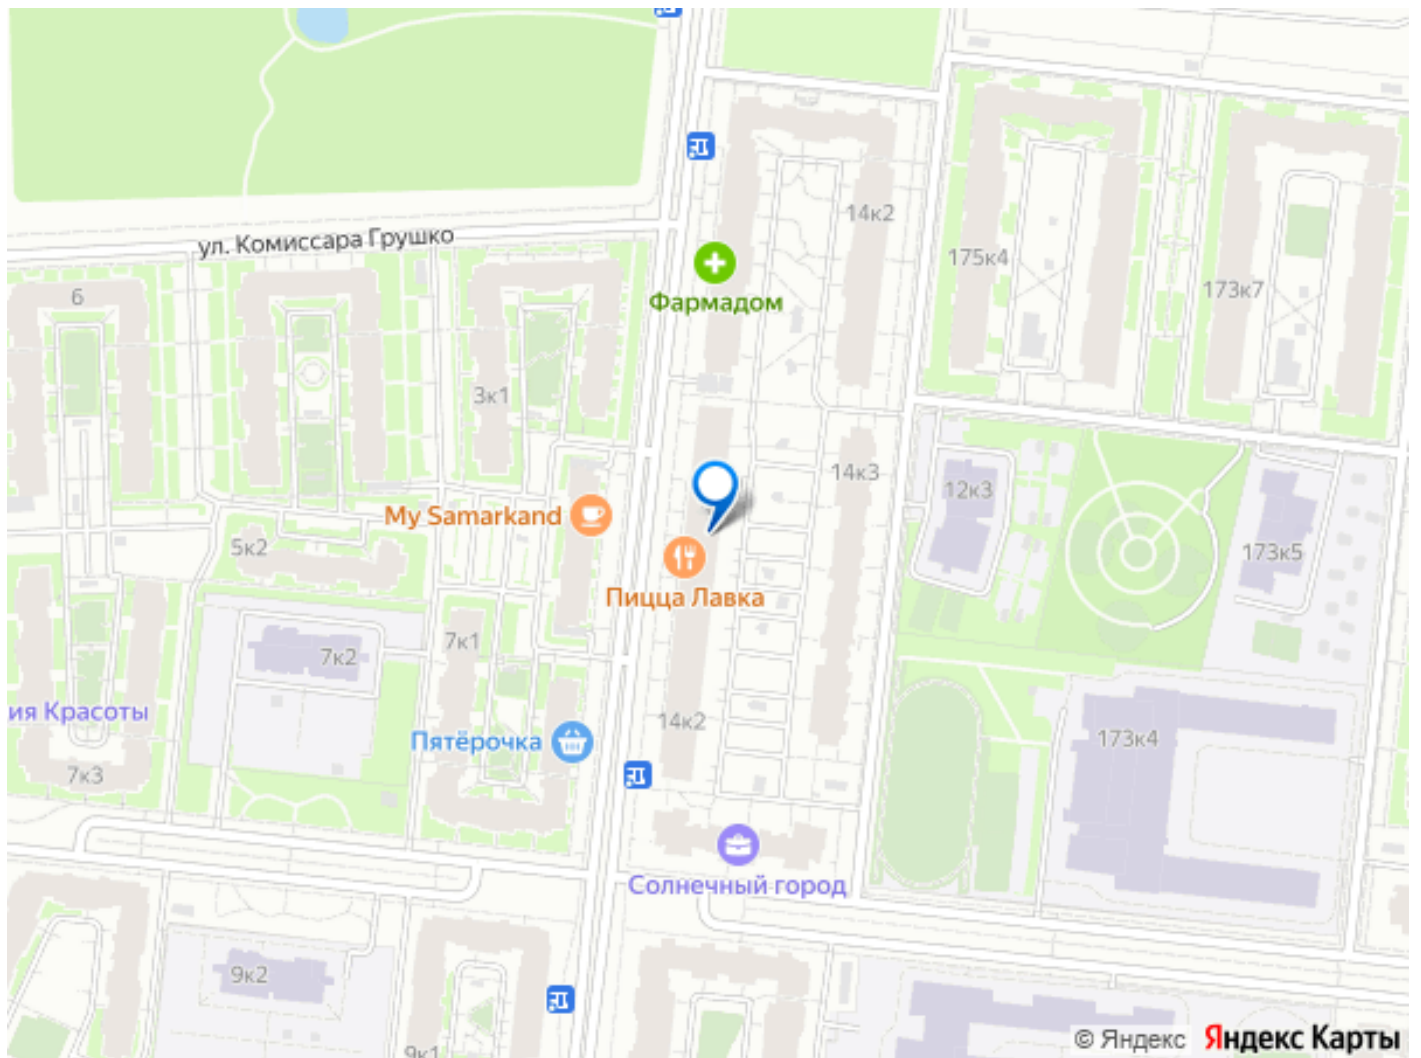 ул. Комиссара Грушко
14к2
175к4
173к7
6
Фармадом
3к1
14к3
12к3
My Samarkand
5к2
173к5
Пицца Лавка
7к1
7к2
ия Красоты
14к2
Пятёрочка
173к4
7к3
Солнечный город
9к2
9к1
© Яндекс Яндекс Карты